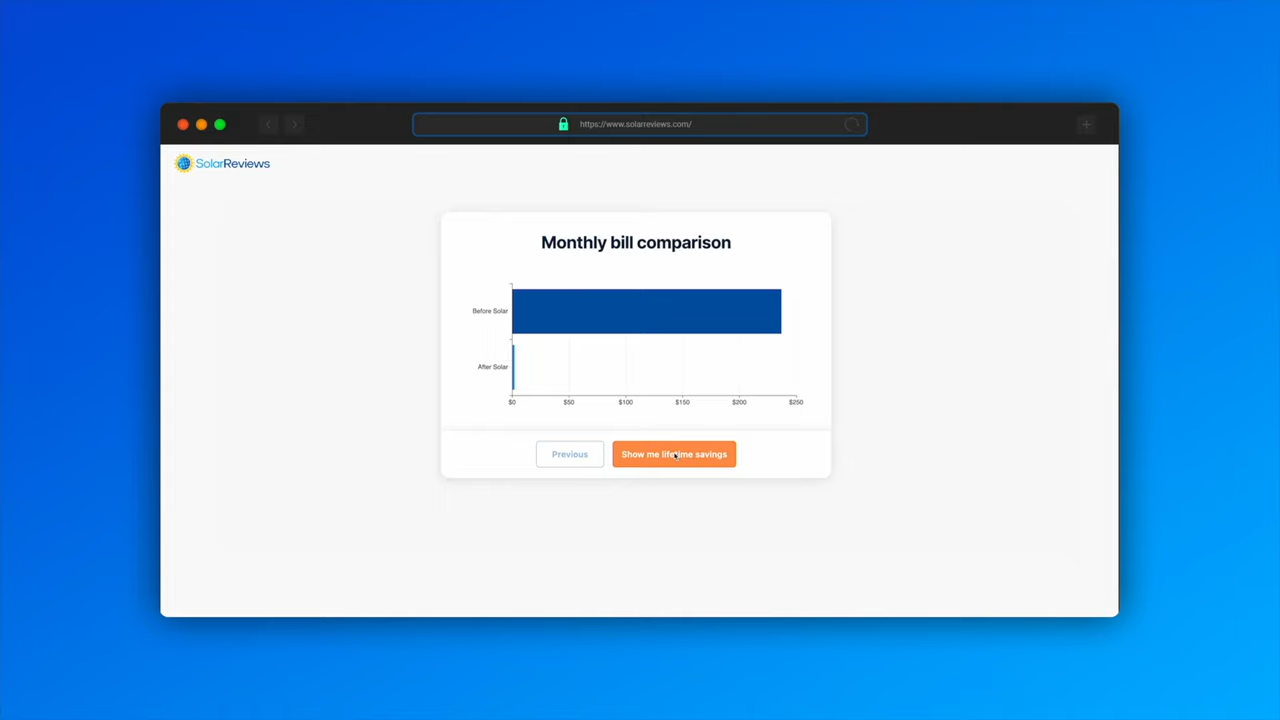 https://www.solarreviews.com/
SolarReviews
Monthly bill comparison
Before Solar
After Solar
$0 $50 $100 $150 $200 $250
Previous Show me lifetime savings